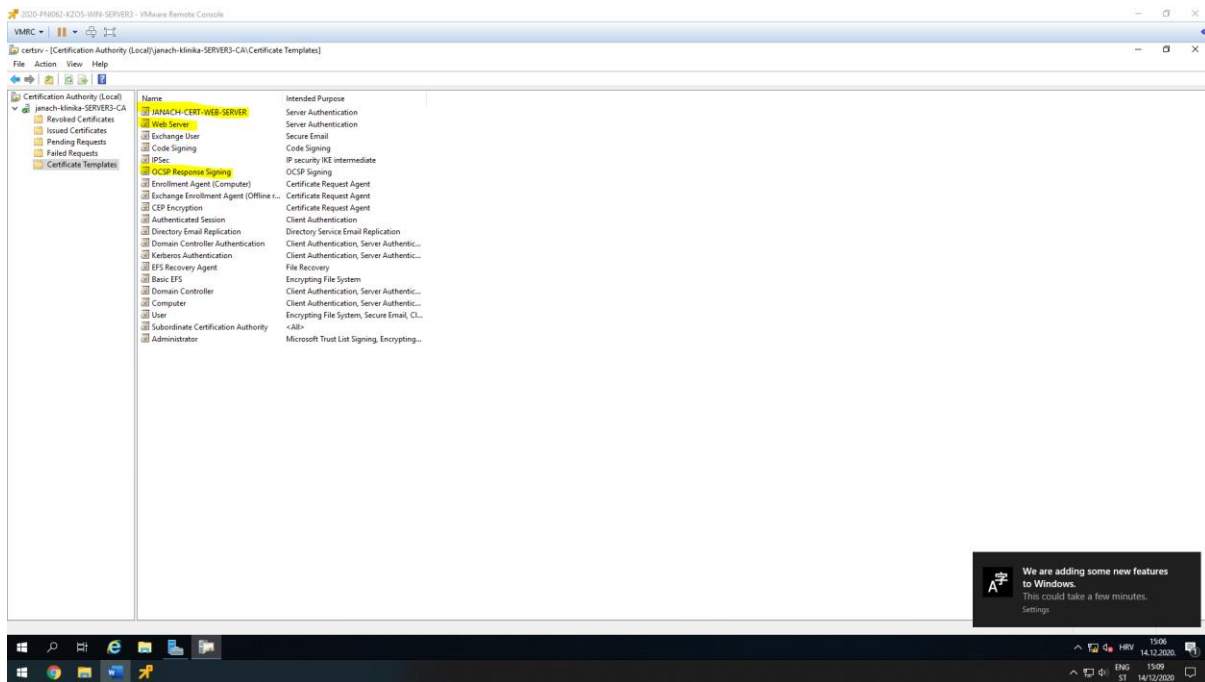 2020-PNI062-KZOS-WIN-SERVER3 - VMware Remote Console
VMRC
certsrv - [Certification Authority (Local)\janach-klinika-SERVER3-CA\Certificate Templates]
File Action View Help
Certification Authority (Local)
janach-klinika-SERVER3-CA
Revoked Certificates
Issued Certificates
Pending Requests
Failed Requests
Certificate Templates
Name Intended Purpose
JANACH-CERT-WEB-SERVER Server Authentication
Web Server Server Authentication
Exchange User Secure Email
Code Signing Code Signing
IPSec IP security IKE intermediate
OCSP Response Signing OCSP Signing
Enrollment Agent (Computer) Certificate Request Agent
Exchange Enrollment Agent (Offline r... Certificate Request Agent
CEP Encryption Certificate Request Agent
Authenticated Session Client Authentication
Directory Email Replication Directory Service Email Replication
Domain Controller Authentication Client Authentication, Server Authentic...
Kerberos Authentication Client Authentication, Server Authentic...
EFS Recovery Agent File Recovery
Basic EFS Encrypting File System
Domain Controller Client Authentication, Server Authentic...
Computer Client Authentication, Server Authentic...
User Encrypting File System, Secure Email, Cl...
Subordinate Certification Authority <All>
Administrator Microsoft Trust List Signing, Encrypting...
We are adding some new features
to Windows.
This could take a few minutes.
Settings
HRV 15:06
14.12.2020.
ENG 15:09
ST 14/12/2020